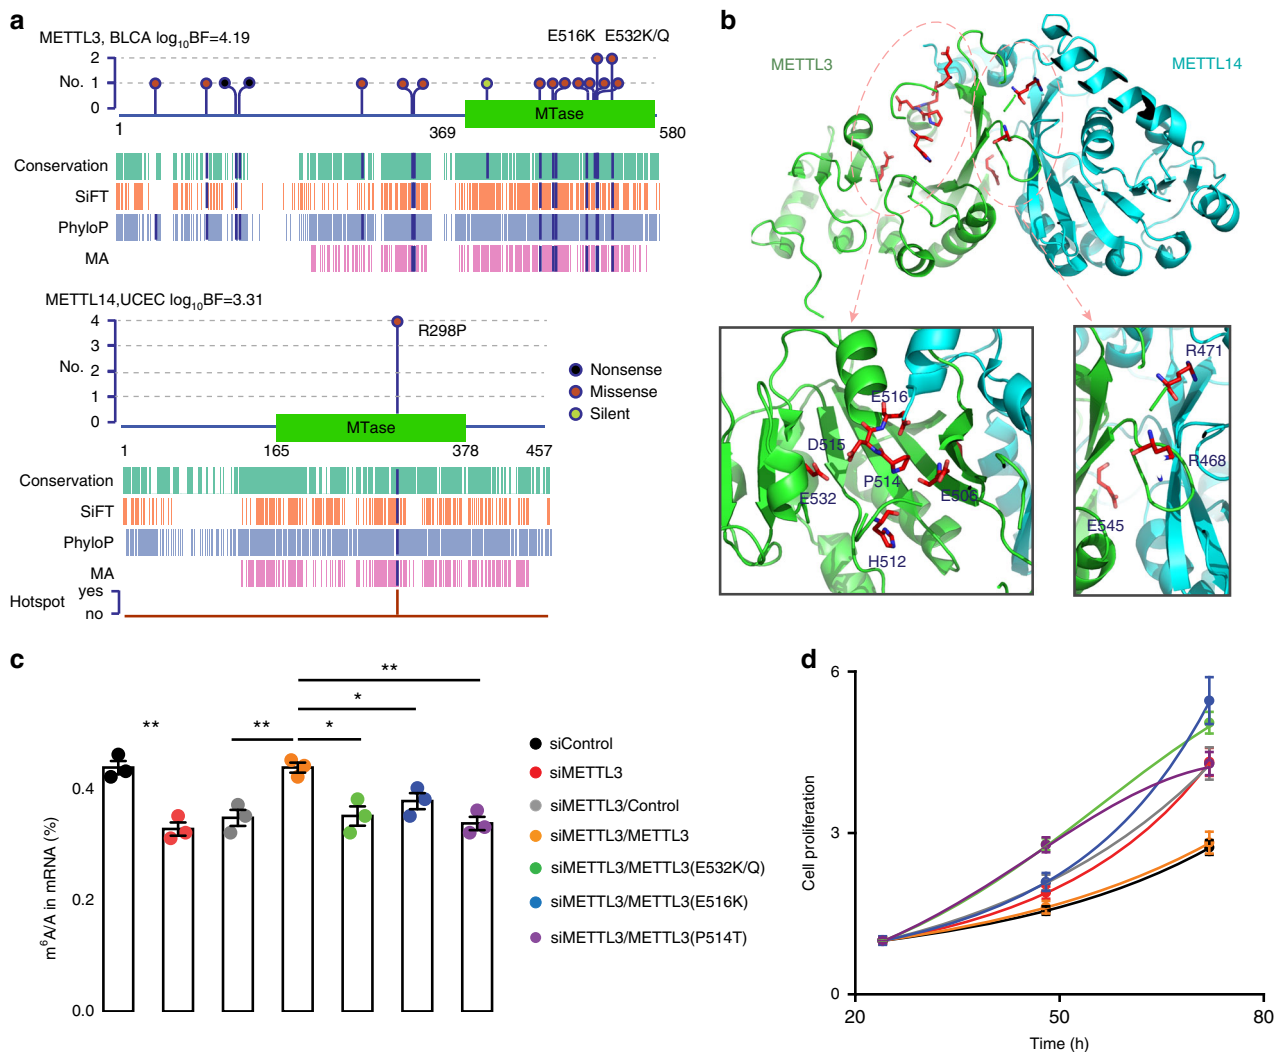 a
METTL3, BLCA log10BF=4.19
E516K E532K/Q
2
No. 1
0
MTase
1 369 580
Conservation
SiFT
PhyloP
MA
METTL14,UCEC log10BF=3.31
4
R298P
3
No.
2
1
0
MTase
1 165 378 457
Nonsense
Missense
Silent
Conservation
SiFT
PhyloP
MA
Hotspot yes
no
b
METTL3
METTL14
E516
D515
P514
E532
E506
H512
R471
R468
E545
c
**
*
** ** *
0.4
0.2
0.0
m⁶A/A in mRNA (%)
siControl
siMETTL3
siMETTL3/Control
siMETTL3/METTL3
siMETTL3/METTL3(E532K/Q)
siMETTL3/METTL3(E516K)
siMETTL3/METTL3(P514T)
d
6
3
0
Cell proliferation
20 50 80
Time (h)